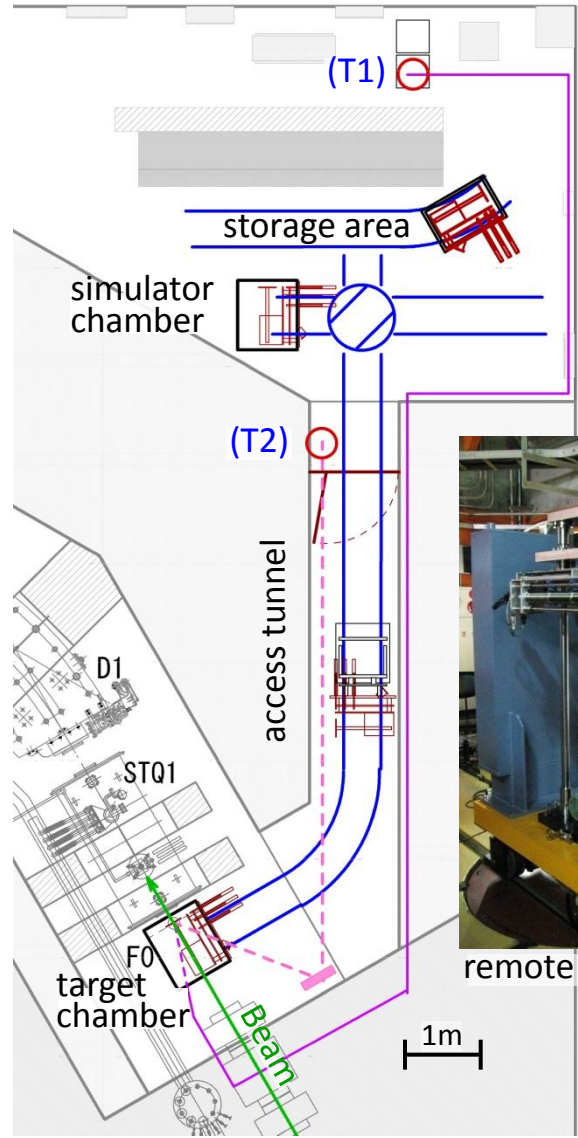 (T1)
storage area
simulator
chamber
(T2)
access tunnel
D1
STQ1
F0
target
chamber
Beam
1m
remote